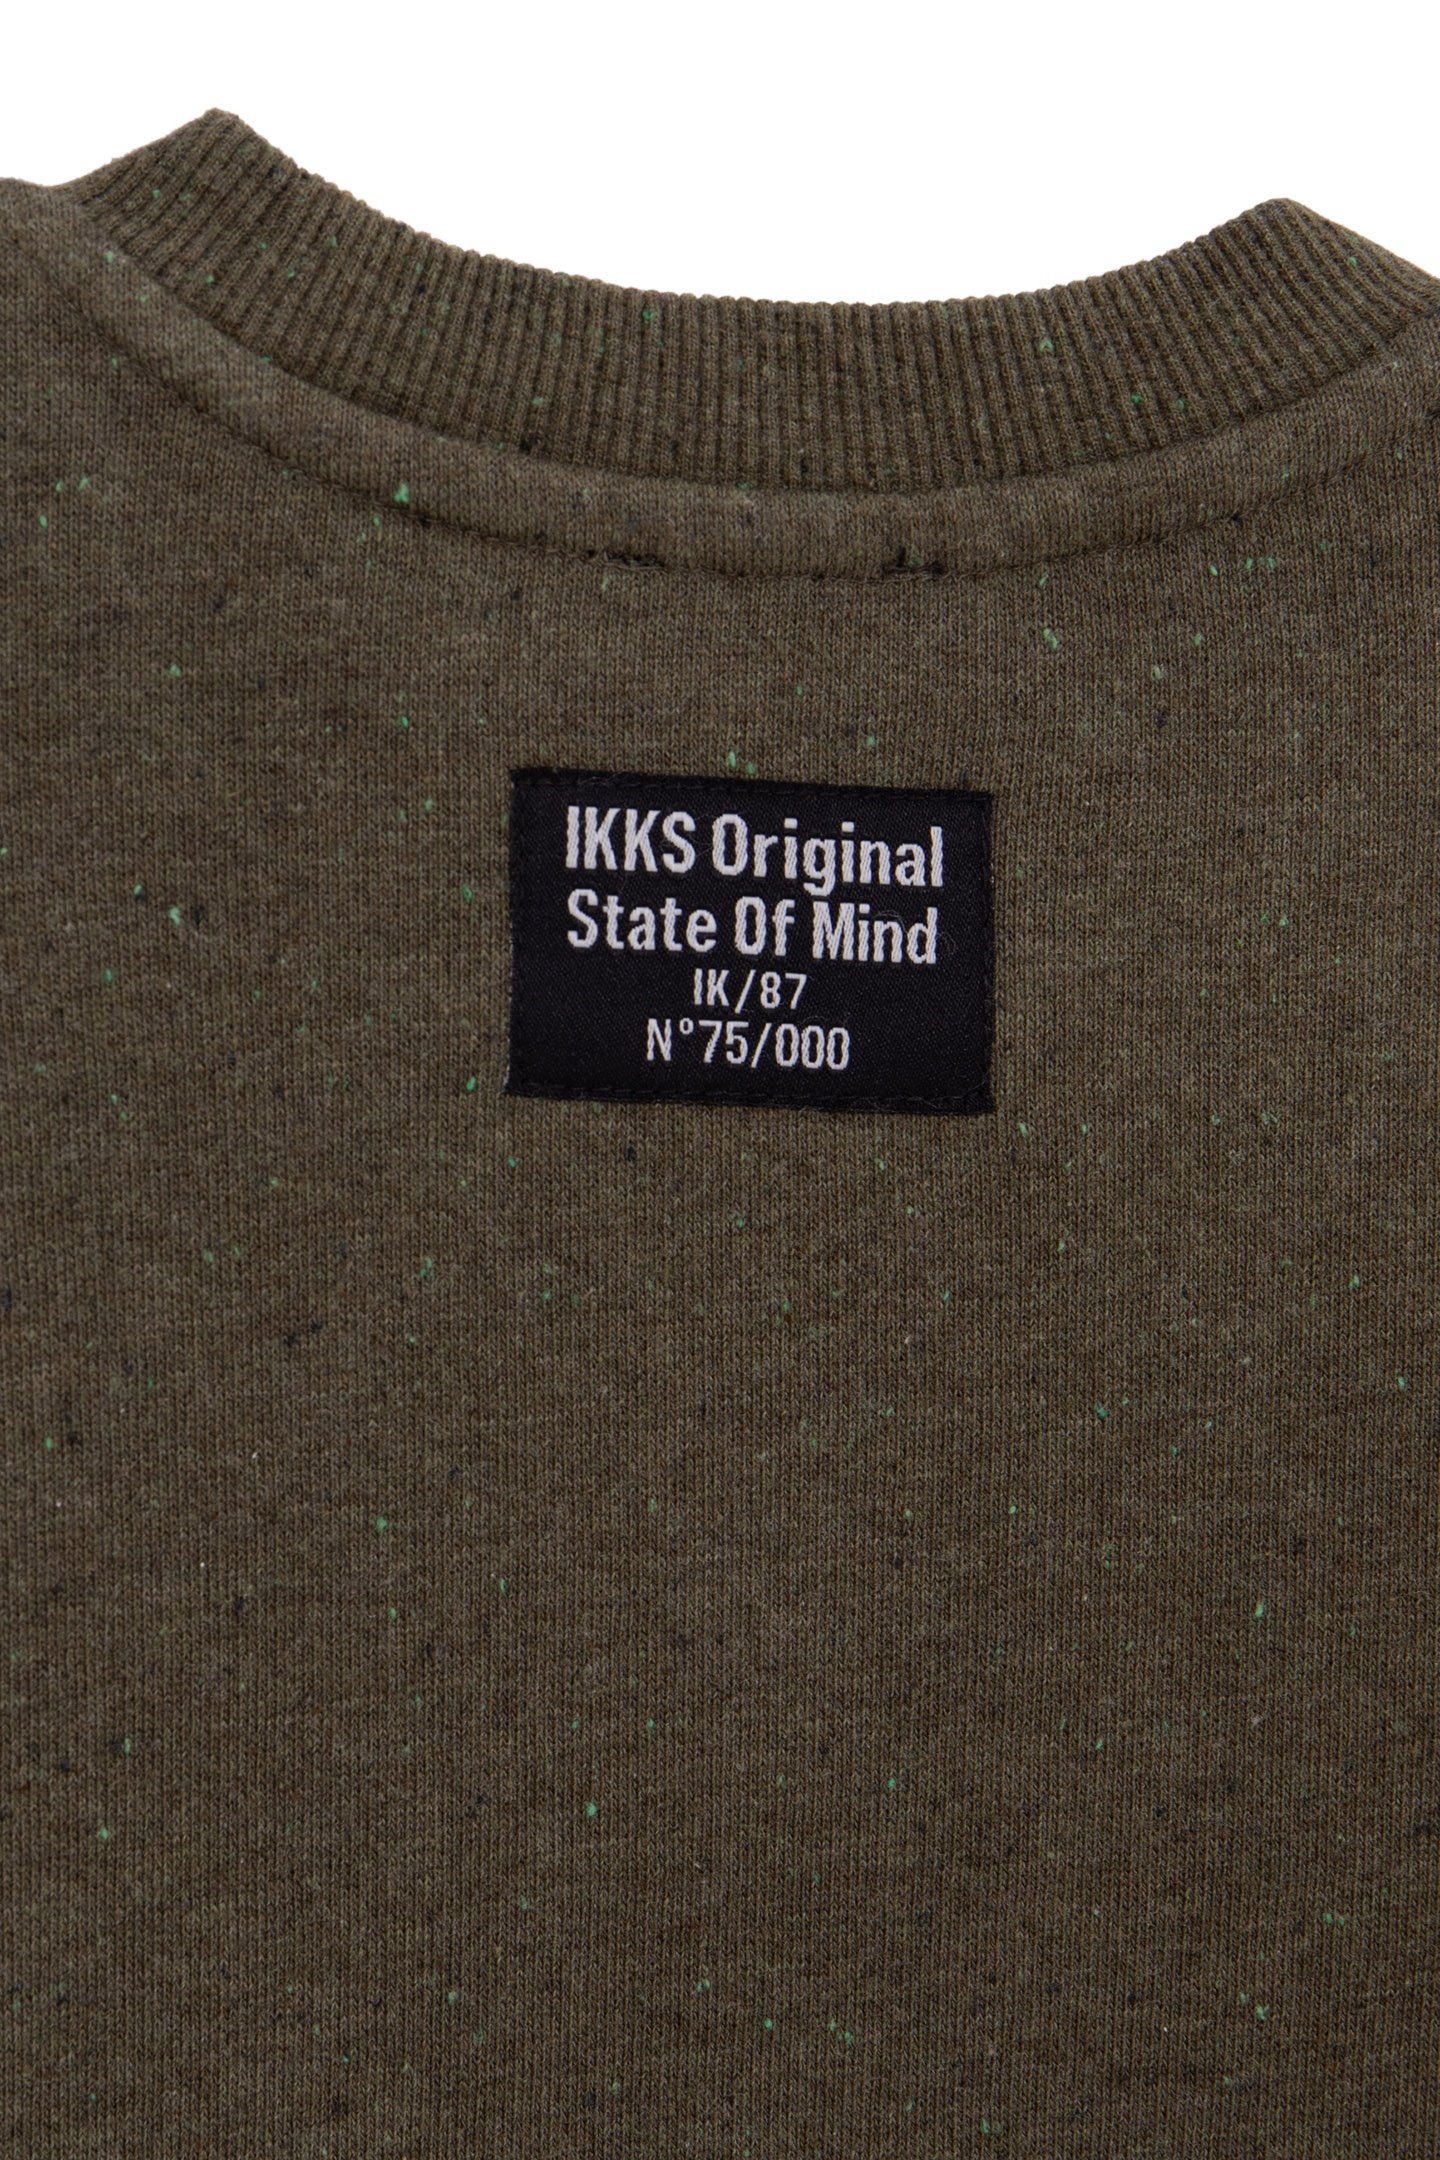 IKKS Original
State Of Mind
IK/87
N°75/000